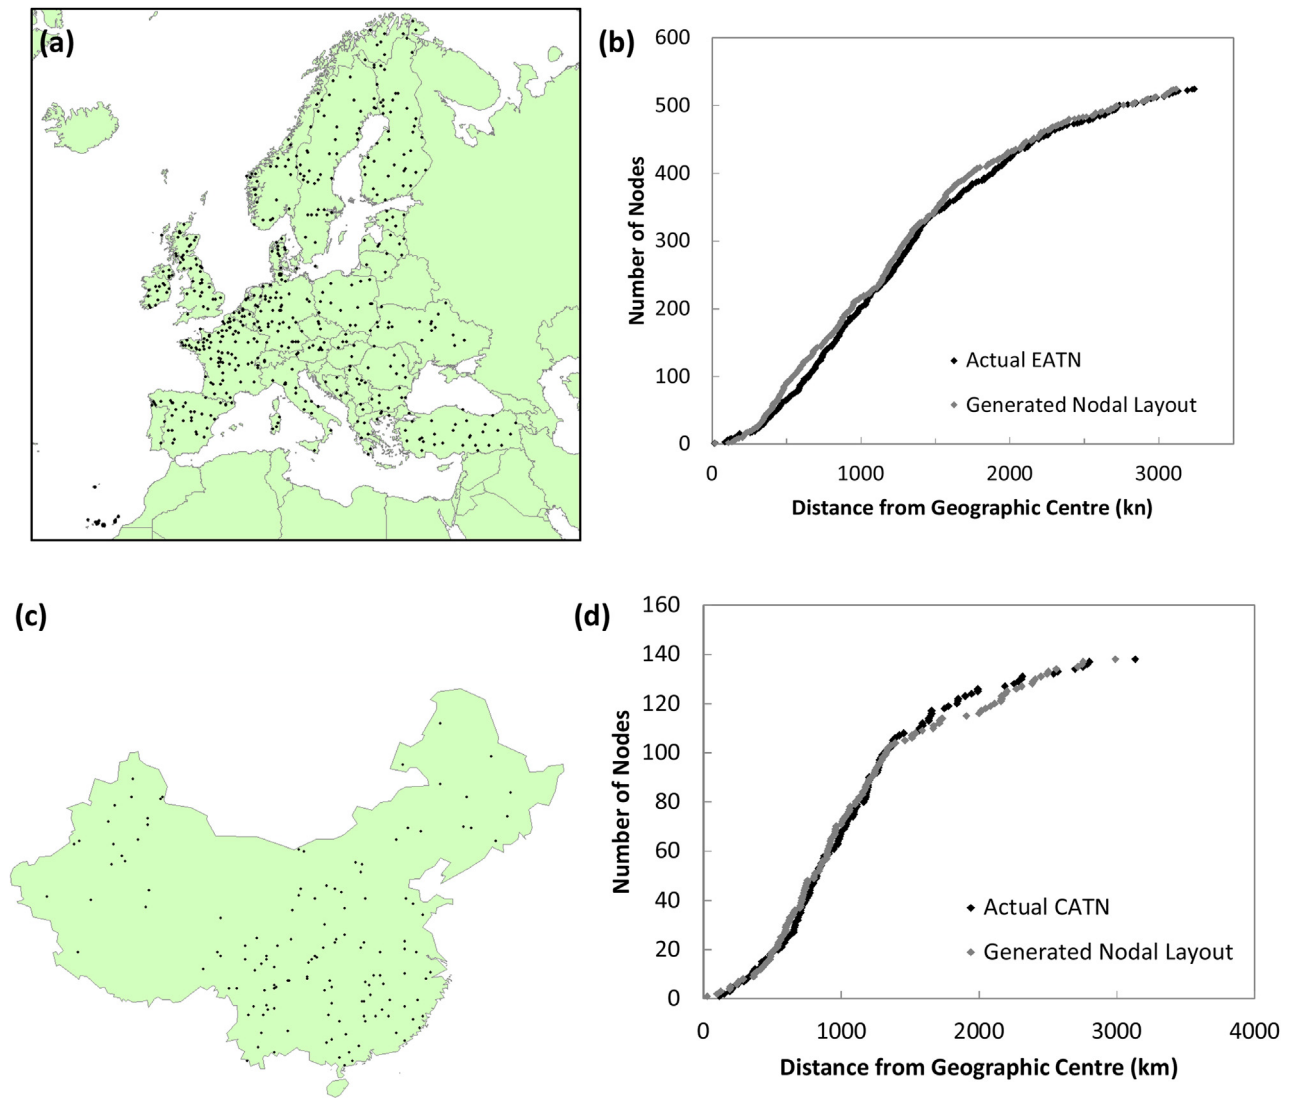 (a)
(b)
600
500
400
300
200
100
0
Number of Nodes
Actual EATN
Generated Nodal Layout
0 1000 2000 3000
Distance from Geographic Centre (kn)
(c)
(d)
160
140
120
100
80
60
40
20
0
Number of Nodes
Actual CATN
Generated Nodal Layout
0 1000 2000 3000 4000
Distance from Geographic Centre (km)